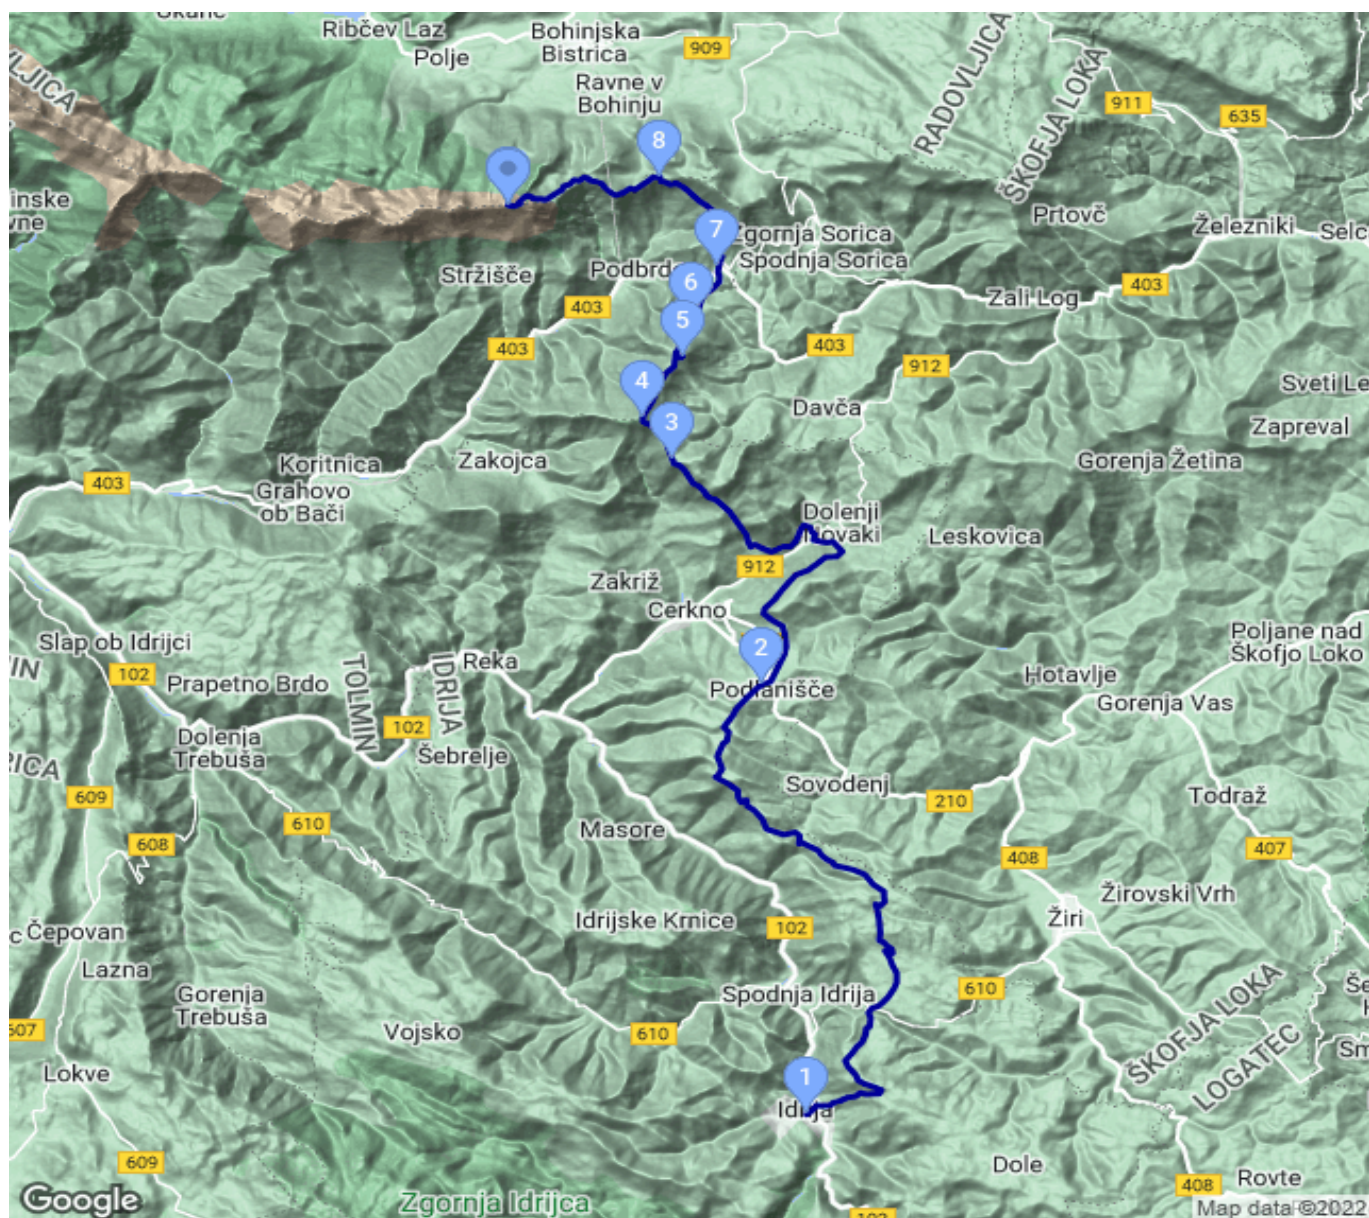 Ribčev Laz
Polje
Bohinjska
Bistrica
909
Ravne v
Bohinju
RADOVLJICA
ŠKOFJA LOKA
911
635
8
Prtovč
Železniki
7
Zgornja Sorica
Spodnja Sorica
Stržišče
403
6
403
Zali Log
5
403
403
912
4
Davča
3
Zapreval
Koritnica
Zakojca
Gorenja Žetina
403
Grahovo
ob Bači
Dolenji
Novaki
Leskovica
912
Zakriž
Cerkno
Slap ob Idrijci
Poljane nad
Škofjo Loko
2
TOLMIN
IDRIJA
Reka
102
Prapetno Brdo
Podlanišče
Hotavlje
Gorenja Vas
102
Dolenja
Trebuša
Šebrelje
Sovodenj
609
210
Todraž
610
Masore
608
408
407
Žirovski Vrh
Idrijske Krnice
102
Žiri
Čepovan
Lazna
Gorenja
Trebuša
Spodnja Idrija
610
607
Vojsko
610
ŠKOFJA LOKA
LOGATEC
Lokve
1
Idrija
609
Dole
408
Rovte
Google
Zgornja Idrijca
102
Map data ©2022